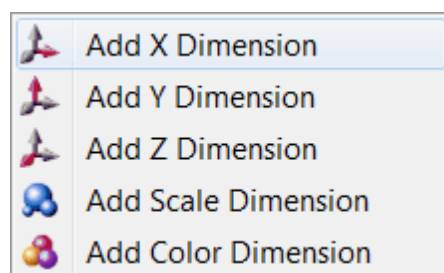 Add X Dimension
Add Y Dimension
Add Z Dimension
Add Scale Dimension
Add Color Dimension